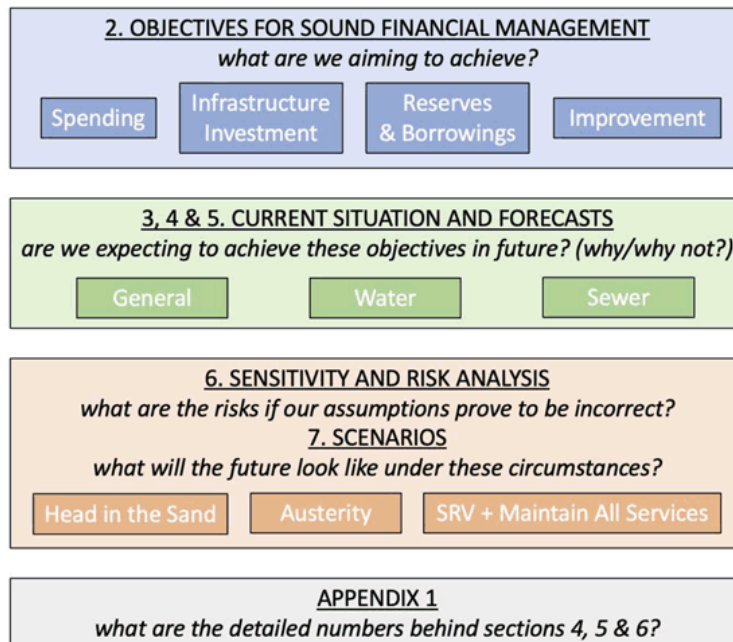 2. OBJECTIVES FOR SOUND FINANCIAL MANAGEMENT
what are we aiming to achieve?
Spending
Infrastructure
Investment
Reserves
& Borrowings
Improvement
3, 4 & 5. CURRENT SITUATION AND FORECASTS
are we expecting to achieve these objectives in future? (why/why not?)
General
Water
Sewer
6. SENSITIVITY AND RISK ANALYSIS
what are the risks if our assumptions prove to be incorrect?
7. SCENARIOS
what will the future look like under these circumstances?
Head in the Sand
Austerity
SRV + Maintain All Services
APPENDIX 1
what are the detailed numbers behind sections 4, 5 & 6?